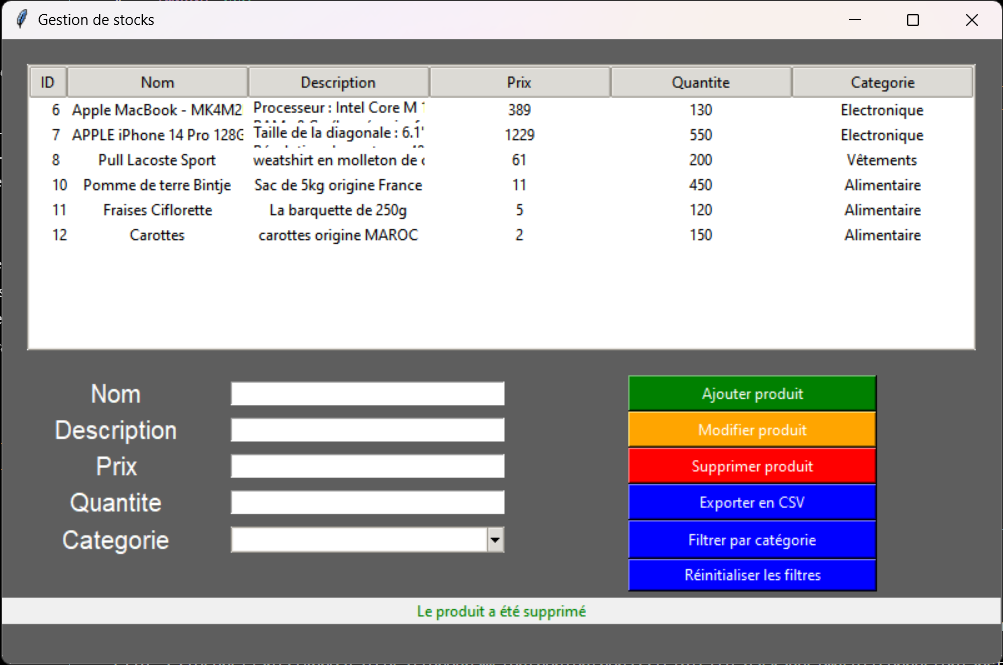 Gestion de stocks
ID Nom Description Prix Quantite Categorie
6 Apple MacBook - MK4M2 Processeur : Intel Core M 389 130 Electronique
7 APPLE iPhone 14 Pro 128G Taille de la diagonale : 6.1" 1229 550 Electronique
8 Pull Lacoste Sport weatshirt en molleton de c 61 200 Vêtements
10 Pomme de terre Bintje Sac de 5kg origine France 11 450 Alimentaire
11 Fraises Ciflorette La barquette de 250g 5 120 Alimentaire
12 Carottes carottes origine MAROC 2 150 Alimentaire
Nom
Description
Prix
Quantite
Categorie
Ajouter produit
Modifier produit
Supprimer produit
Exporter en CSV
Filtrer par catégorie
Réinitialiser les filtres
Le produit a été supprimé